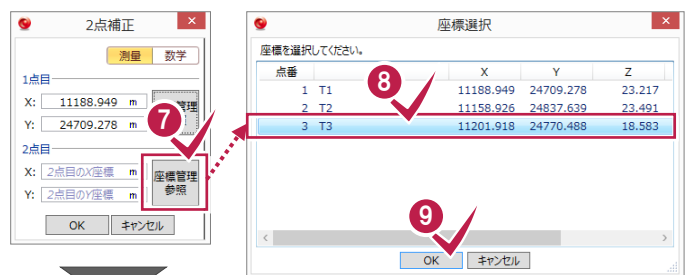 2点補正
測量 数学
1点目
X: 11188.949 m
Y: 24709.278 m
管理
7
2点目
X: 2点目のX座標 m
Y: 2点目のY座標 m
座標管理
参照
OK キャンセル
座標選択
座標を選択してください。
点番 X Y Z
1 T1 11188.949 24709.278 23.217
2 T2 11158.926 24837.639 23.491
3 T3 11201.918 24770.488 18.583
8
9
OK キャンセル